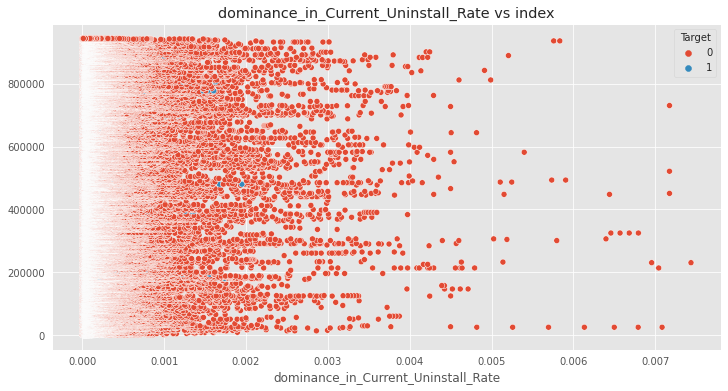 dominance_in_Current_Uninstall_Rate vs index
Target
0
1
800000
600000
400000
200000
0
0.000 0.001 0.002 0.003 0.004 0.005 0.006 0.007
dominance_in_Current_Uninstall_Rate